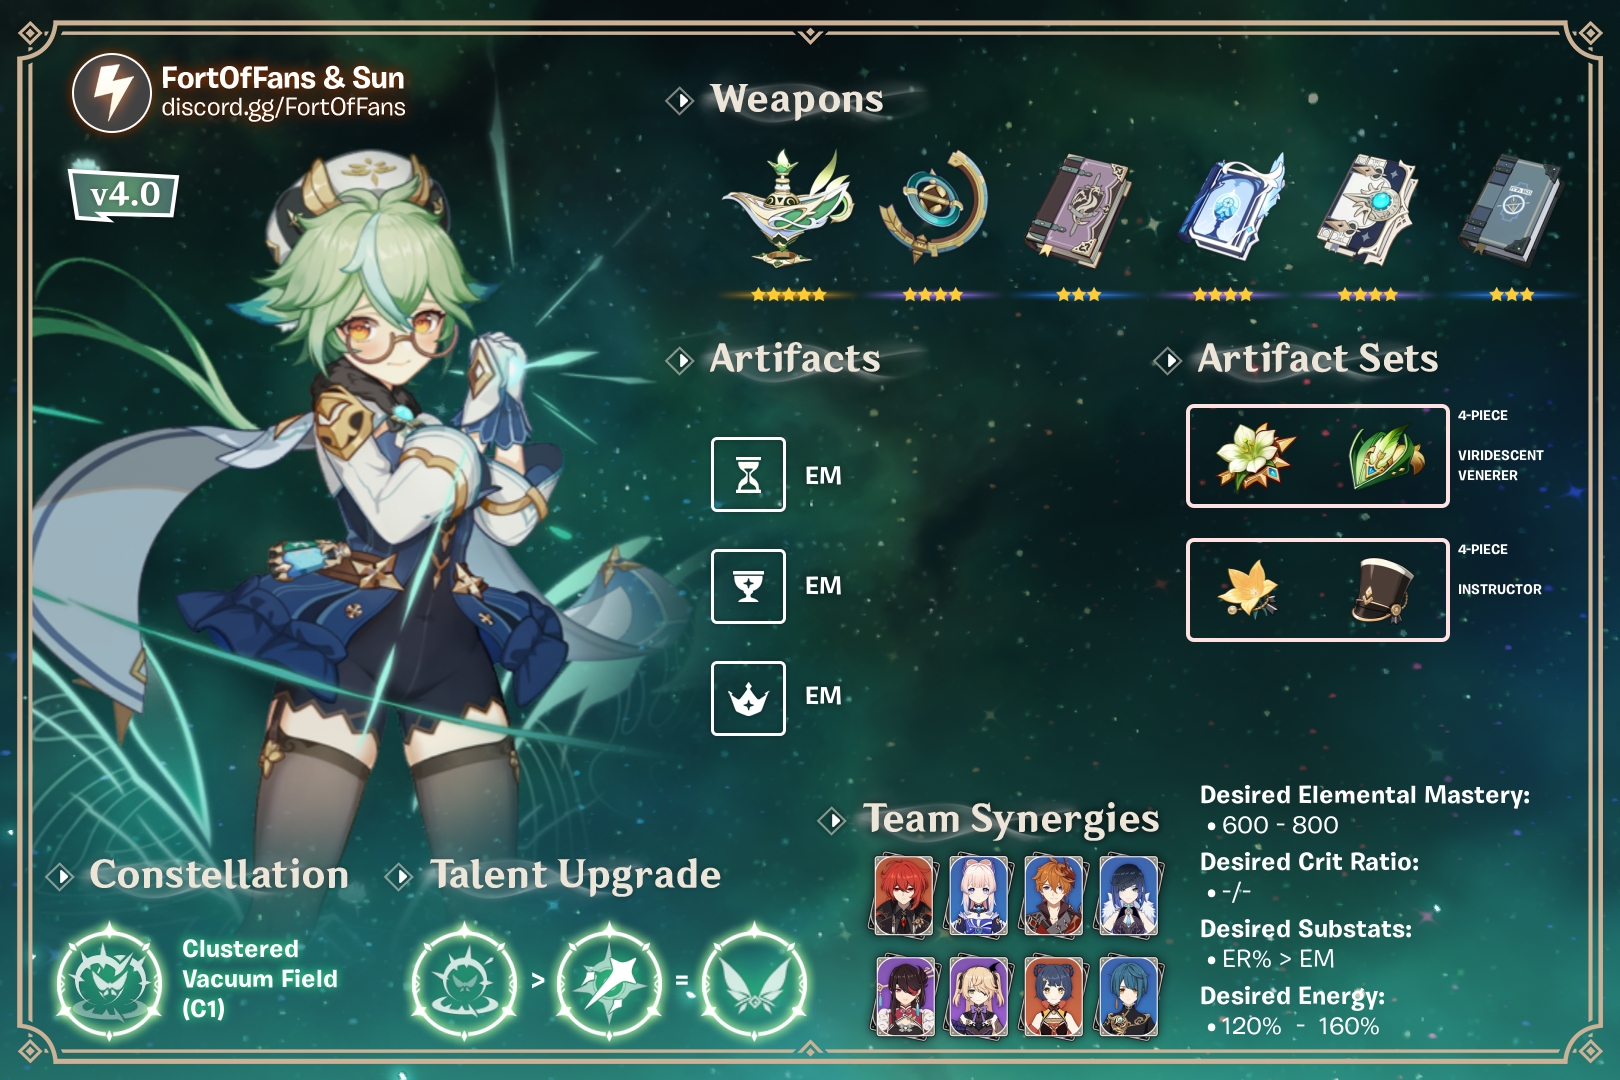 FortOfFans & Sun
discord.gg/FortOfFans
v4.0
Weapons
Artifacts
EM
EM
EM
Artifact Sets
4-PIECE
VIRIDESCENT
VENERER
4-PIECE
INSTRUCTOR
Constellation
Clustered
Vacuum Field
(C1)
Talent Upgrade
> =
Team Synergies
Desired Elemental Mastery:
• 600 - 800
Desired Crit Ratio:
• -/-
Desired Substats:
• ER% > EM
Desired Energy:
• 120% - 160%